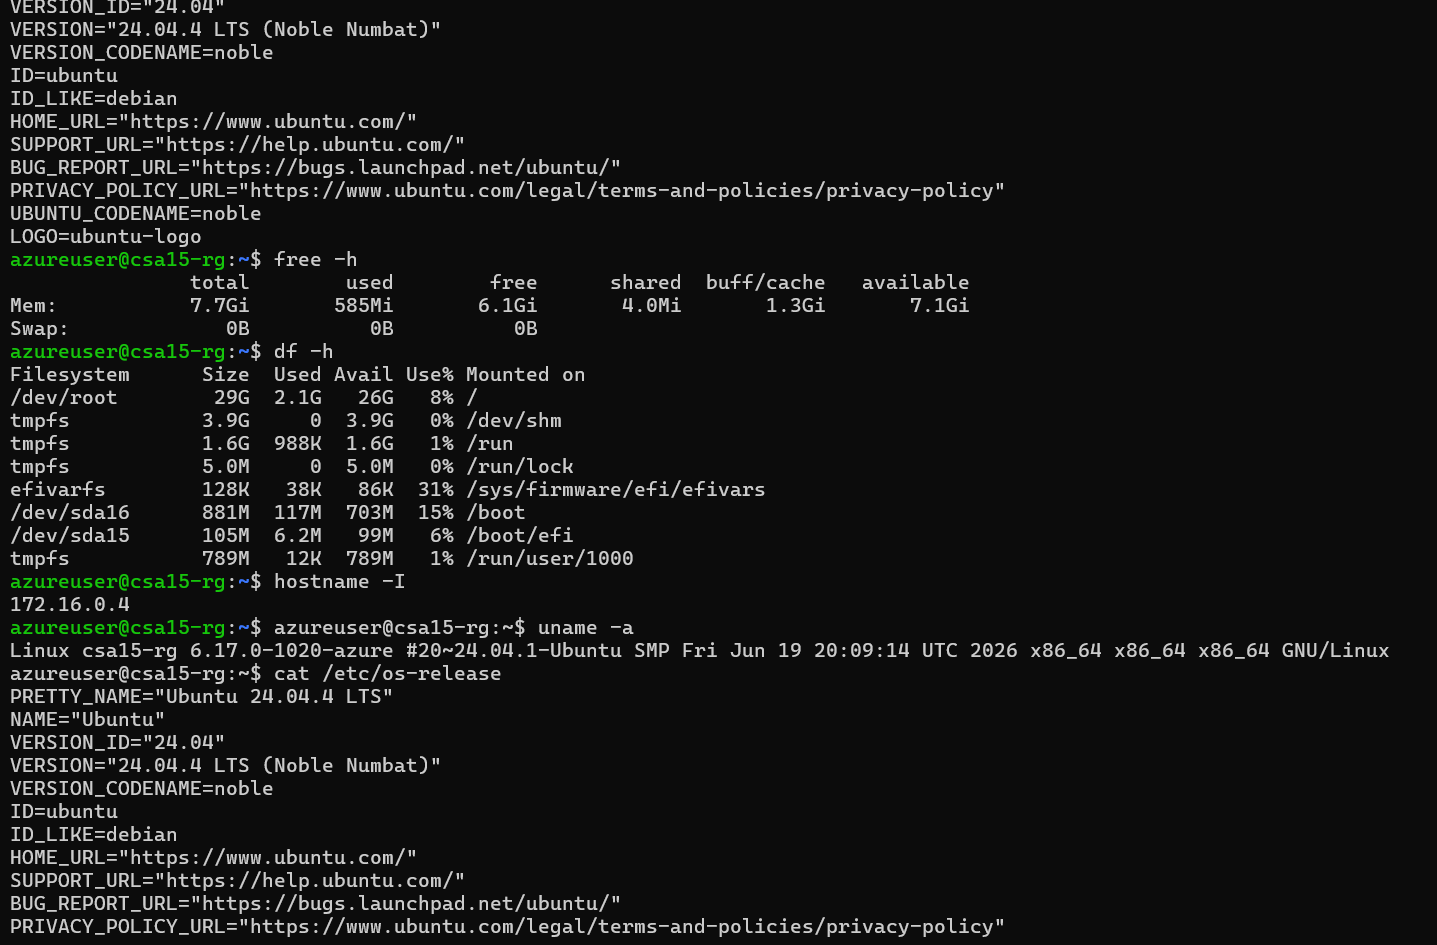 VERSION_ID="24.04"
VERSION="24.04.4 LTS (Noble Numbat)"
VERSION_CODENAME=noble
ID=ubuntu
ID_LIKE=debian
HOME_URL="https://www.ubuntu.com/"
SUPPORT_URL="https://help.ubuntu.com/"
BUG_REPORT_URL="https://bugs.launchpad.net/ubuntu/"
PRIVACY_POLICY_URL="https://www.ubuntu.com/legal/terms-and-policies/privacy-policy"
UBUNTU_CODENAME=noble
LOGO=ubuntu-logo
azureuser@csa15-rg:~$ free -h
               total        used        free      shared  buff/cache   available
Mem:           7.7Gi       585Mi       6.1Gi       4.0Mi       1.3Gi       7.1Gi
Swap:             0B          0B          0B
azureuser@csa15-rg:~$ df -h
Filesystem      Size  Used Avail Use% Mounted on
/dev/root        29G  2.1G   26G   8% /
tmpfs           3.9G     0  3.9G   0% /dev/shm
tmpfs           1.6G  988K  1.6G   1% /run
tmpfs           5.0M     0  5.0M   0% /run/lock
efivarfs        128K   38K   86K  31% /sys/firmware/efi/efivars
/dev/sda16      881M  117M  703M  15% /boot
/dev/sda15      105M  6.2M   99M   6% /boot/efi
tmpfs           789M   12K  789M   1% /run/user/1000
azureuser@csa15-rg:~$ hostname -I
172.16.0.4
azureuser@csa15-rg:~$ azureuser@csa15-rg:~$ uname -a
Linux csa15-rg 6.17.0-1020-azure #20~24.04.1-Ubuntu SMP Fri Jun 19 20:09:14 UTC 2026 x86_64 x86_64 x86_64 GNU/Linux
azureuser@csa15-rg:~$ cat /etc/os-release
PRETTY_NAME="Ubuntu 24.04.4 LTS"
NAME="Ubuntu"
VERSION_ID="24.04"
VERSION="24.04.4 LTS (Noble Numbat)"
VERSION_CODENAME=noble
ID=ubuntu
ID_LIKE=debian
HOME_URL="https://www.ubuntu.com/"
SUPPORT_URL="https://help.ubuntu.com/"
BUG_REPORT_URL="https://bugs.launchpad.net/ubuntu/"
PRIVACY_POLICY_URL="https://www.ubuntu.com/legal/terms-and-policies/privacy-policy"